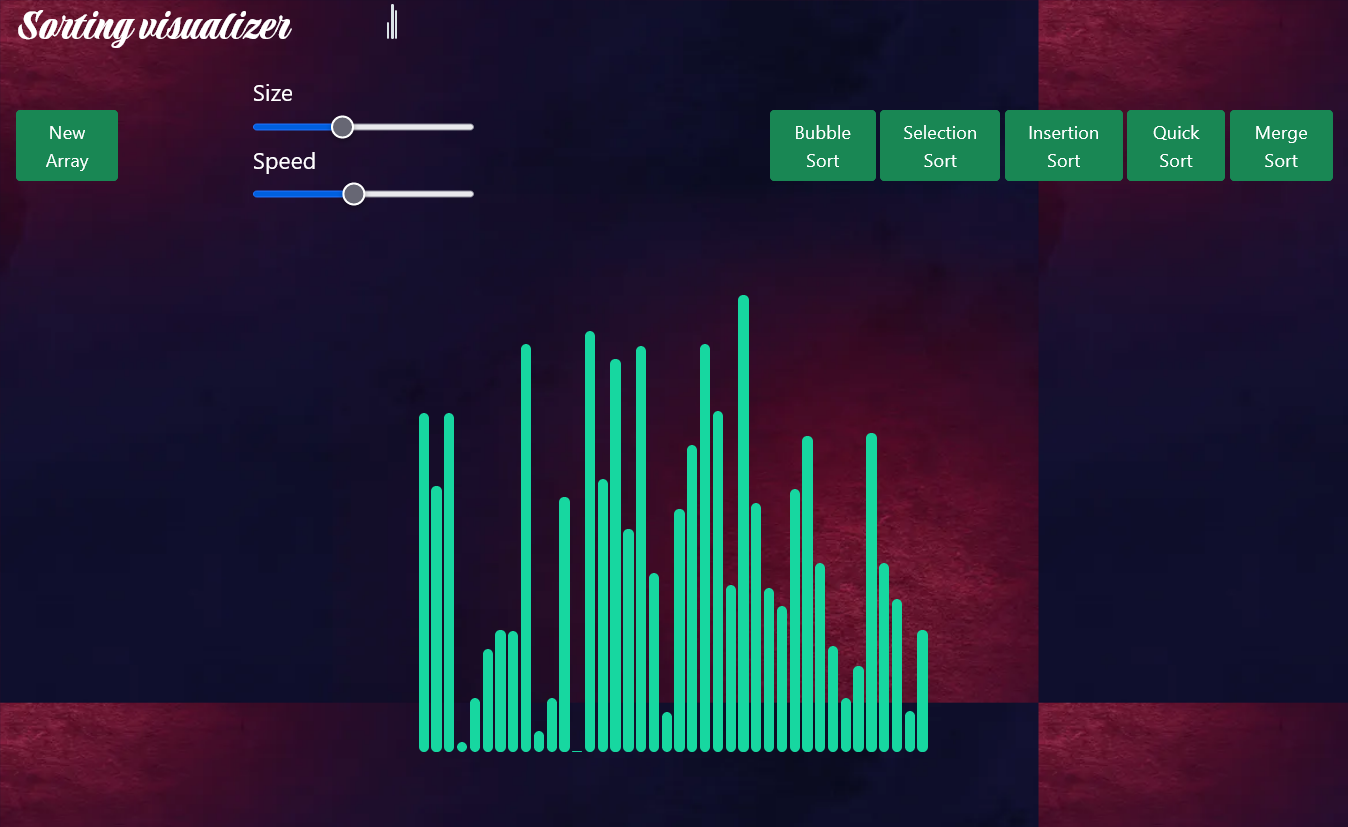 Sorting visualizer
Size
New
Array
Speed
Bubble
Sort
Selection
Sort
Insertion
Sort
Quick
Sort
Merge
Sort